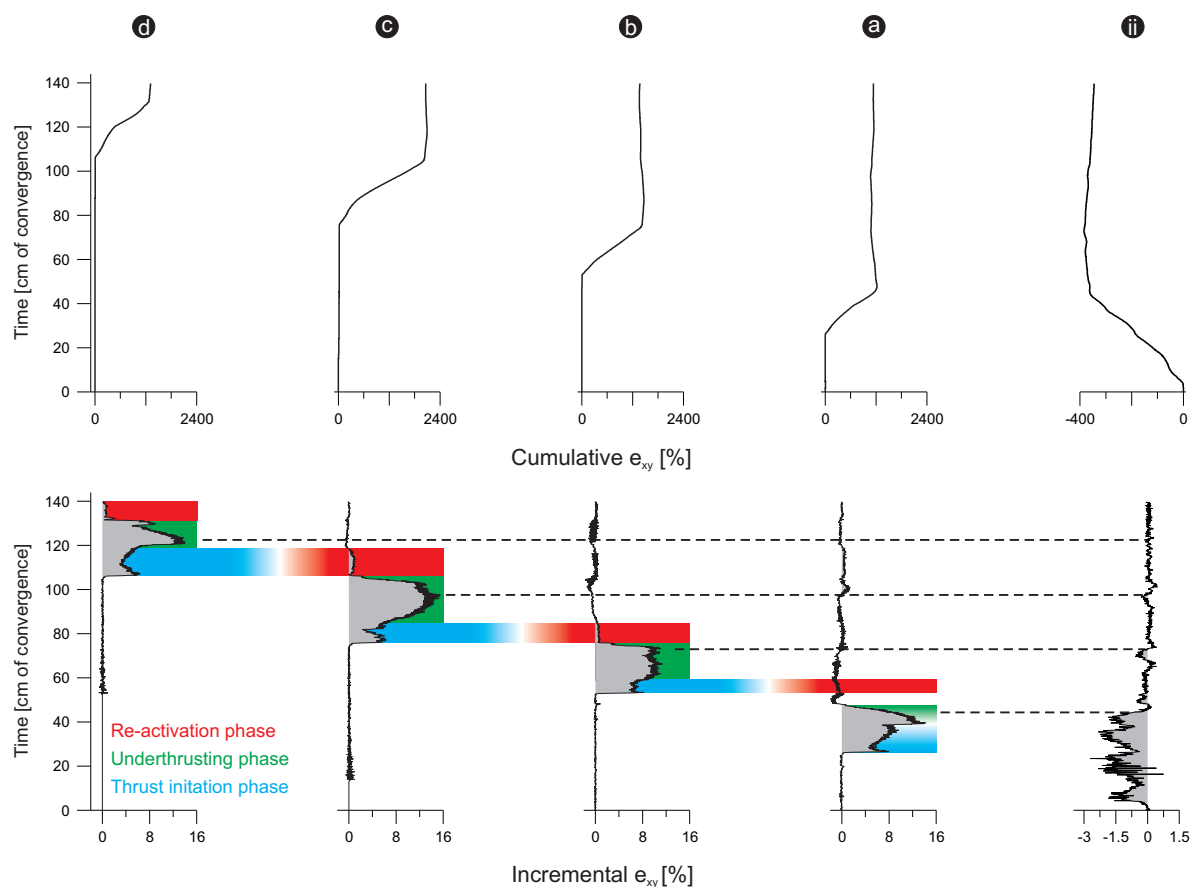 d c b a ii
Time [cm of convergence]
140
120
100
80
60
40
20
0
0 2400 0 2400 0 2400 0 2400 -400 0
Cumulative exy [%]
Time [cm of convergence]
140
120
100
80
60
40
20
0
Re-activation phase
Underthrusting phase
Thrust initation phase
0 8 16 0 8 16 0 8 16 0 8 16 -3 -1.5 0 1.5
Incremental exy [%]